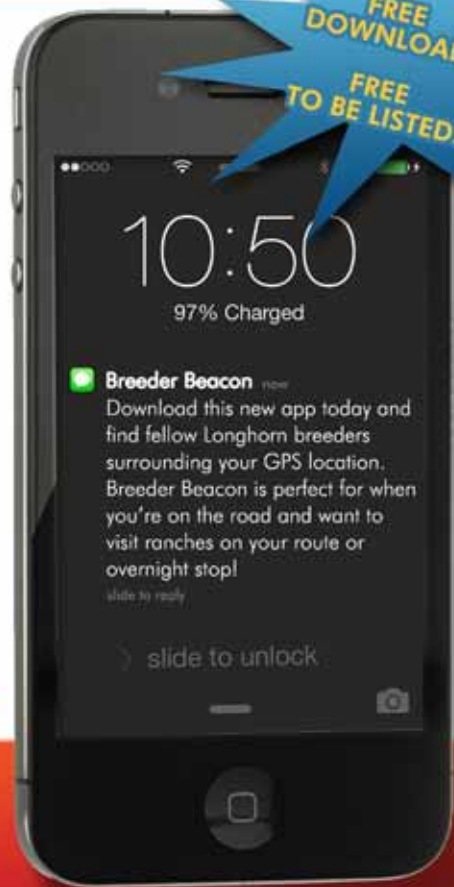 FREE
FREE
TO BE LISTED
10:50
97% Charged
Breeder Beacon now
Download this new app today and
find fellow Longhorn breeders
surrounding your GPS location.
Breeder Beacon is perfect for when
you're on the road and want to
visit ranches on your route or
overnight stop!
slide to reply
> slide to unlock